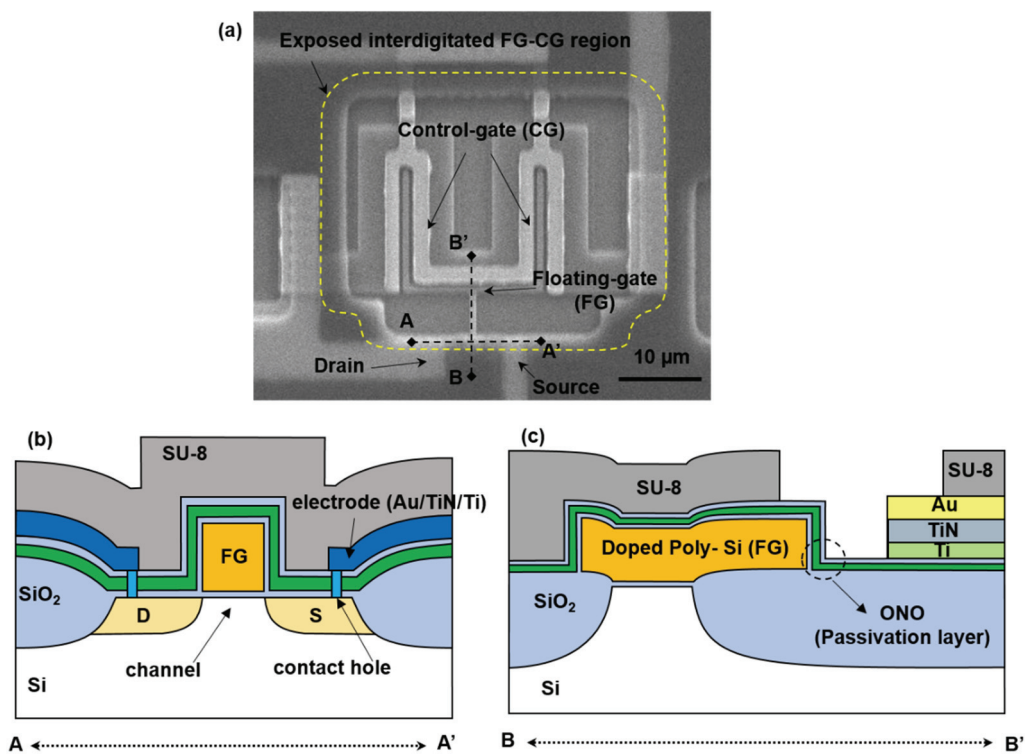 (a)
Exposed interdigitated FG-CG region
Control-gate (CG)
B’
Floating-gate
(FG)
A
A’
Drain
B
Source
10 µm
(b)
SU-8
electrode (Au/TiN/Ti)
FG
SiO2
D
S
channel
contact hole
Si
A
A’
(c)
SU-8
SU-8
Au
TiN
Ti
Doped Poly- Si (FG)
SiO2
ONO
(Passivation layer)
Si
B
B’